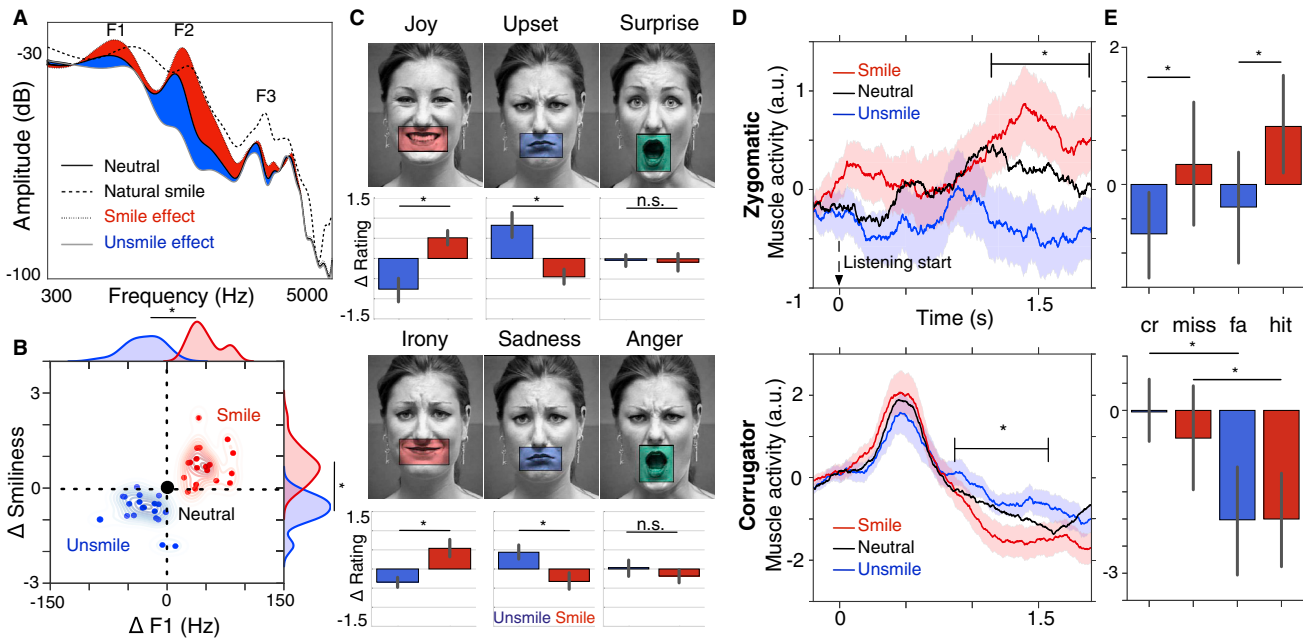 A
F1
F2
F3
-30
Amplitude (dB)
-100
Neutral
Natural smile
Smile effect
Unsmile effect
300
Frequency (Hz)
5000
B
*
Δ Smiliness
3
0
-3
Smile
Neutral
Unsmile
*
-150
0
150
Δ F1 (Hz)
C
Joy
Upset
Surprise
1.5
Δ Rating
-1.5
*
*
n.s.
Irony
Sadness
Anger
1.5
Δ Rating
-1.5
*
*
n.s.
Unsmile Smile
D
Zygomatic
Muscle activity (a.u.)
1
0
-1
Smile
Neutral
Unsmile
*
Listening start
0
1.5
Time (s)
Corrugator
Muscle activity (a.u.)
2
0
-2
*
Smile
Neutral
Unsmile
0
1.5
E
2
0
*
*
cr
miss
fa
hit
*
*
0
-3